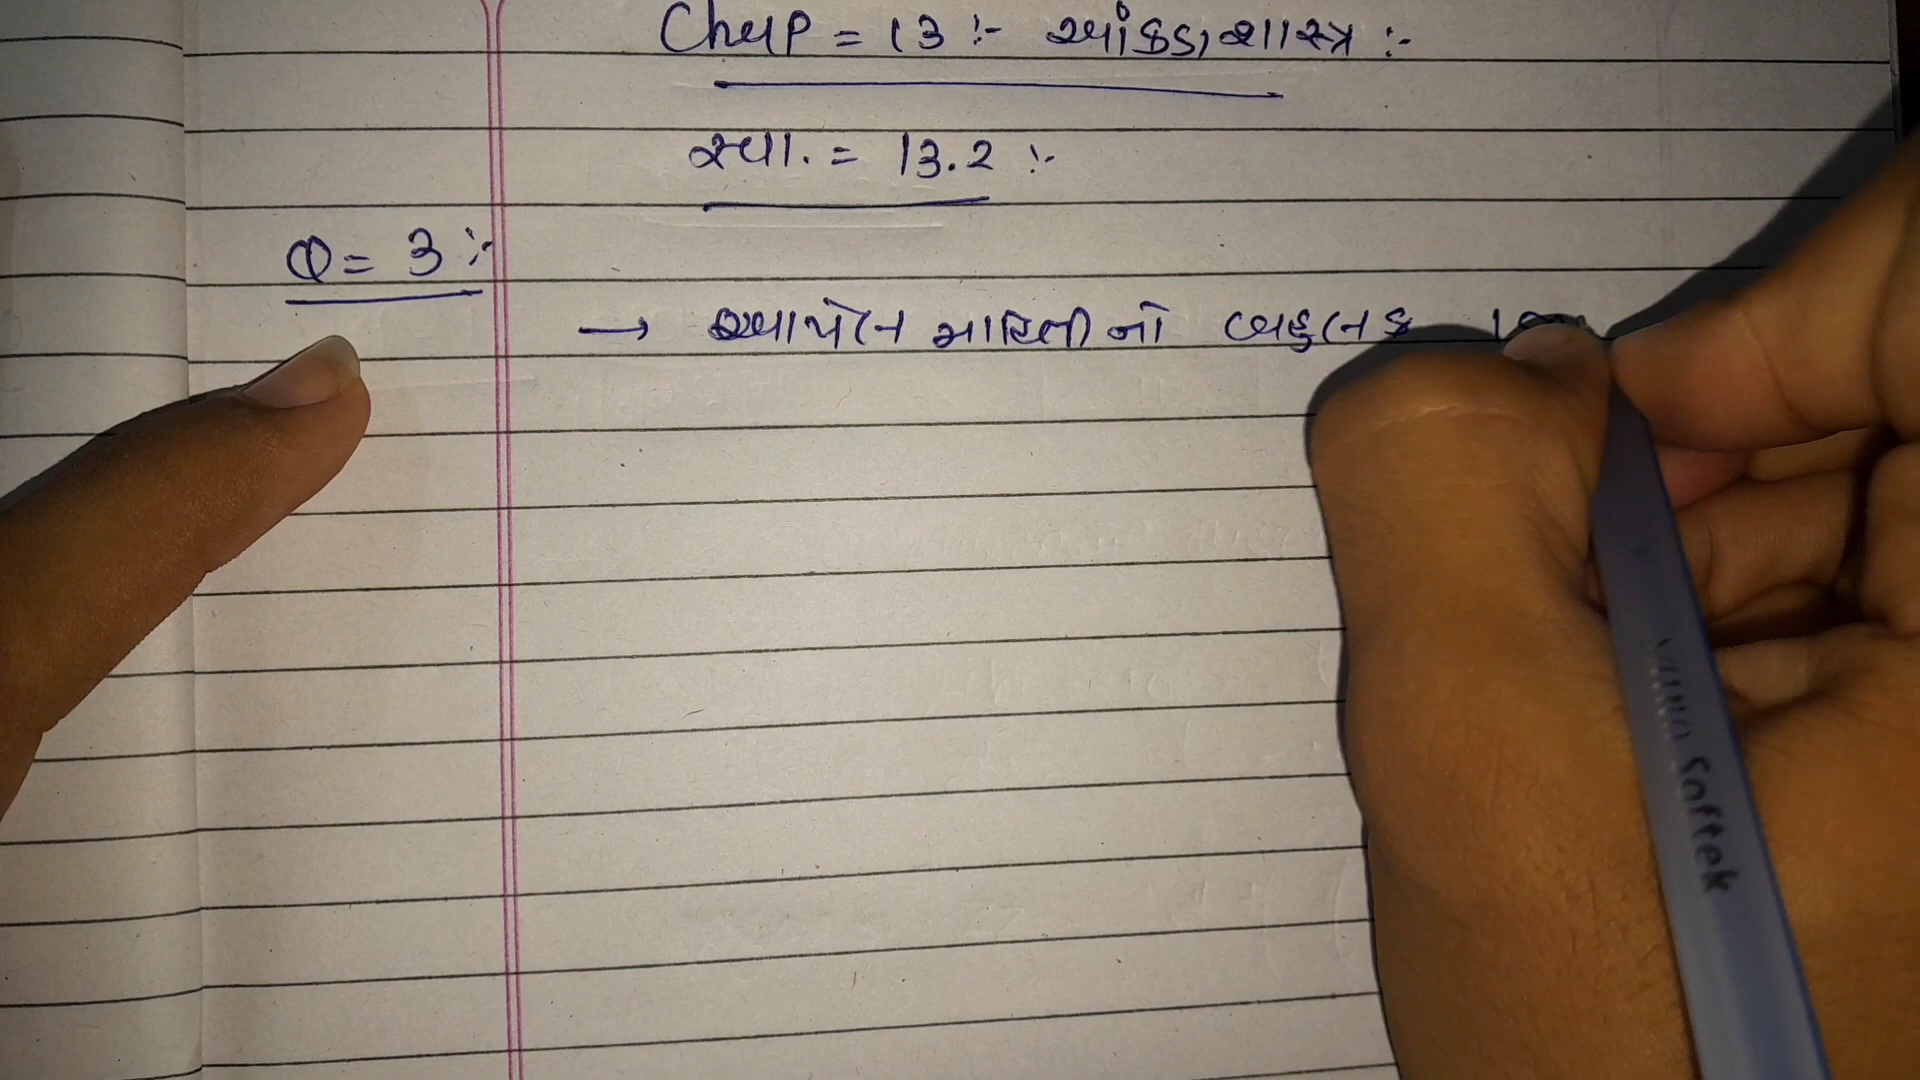 Chap = 13 :- આંકડાશાસ્ત્ર :-
સ્વા. = 13.2 :-
Q = 3 :-
→ આપેલ માહિતીનો બહુલક
Softek